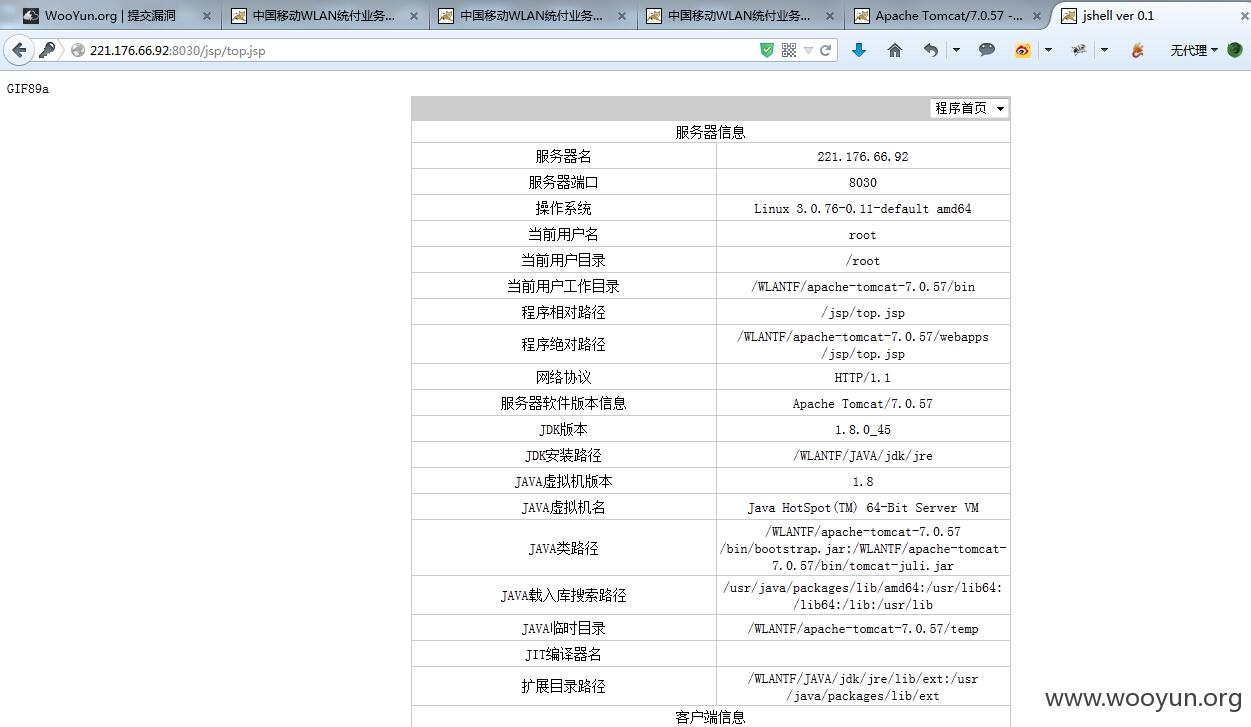 WooYun.org | 提交漏洞
中国移动WLAN统付业务...
中国移动WLAN统付业务...
中国移动WLAN统付业务...
Apache Tomcat/7.0.57 -...
jshell ver 0.1
221.176.66.92:8030/jsp/top.jsp
无代理
GIF89a
程序首页
服务器信息
服务器名 221.176.66.92
服务器端口 8030
操作系统 Linux 3.0.76-0.11-default amd64
当前用户名 root
当前用户目录 /root
当前用户工作目录 /WLANTF/apache-tomcat-7.0.57/bin
程序相对路径 /jsp/top.jsp
程序绝对路径 /WLANTF/apache-tomcat-7.0.57/webapps
/jsp/top.jsp
网络协议 HTTP/1.1
服务器软件版本信息 Apache Tomcat/7.0.57
JDK版本 1.8.0_45
JDK安装路径 /WLANTF/JAVA/jdk/jre
JAVA虚拟机版本 1.8
JAVA虚拟机名 Java HotSpot(TM) 64-Bit Server VM
JAVA类路径 /WLANTF/apache-tomcat-7.0.57
/bin/bootstrap.jar:/WLANTF/apache-tomcat-
7.0.57/bin/tomcat-juli.jar
JAVA载入库搜索路径 /usr/java/packages/lib/amd64:/usr/lib64:
/lib64:/lib:/usr/lib
JAVA临时目录 /WLANTF/apache-tomcat-7.0.57/temp
JIT编译器名
扩展目录路径 /WLANTF/JAVA/jdk/jre/lib/ext:/usr
/java/packages/lib/ext
客户端信息
www.wooyun.org